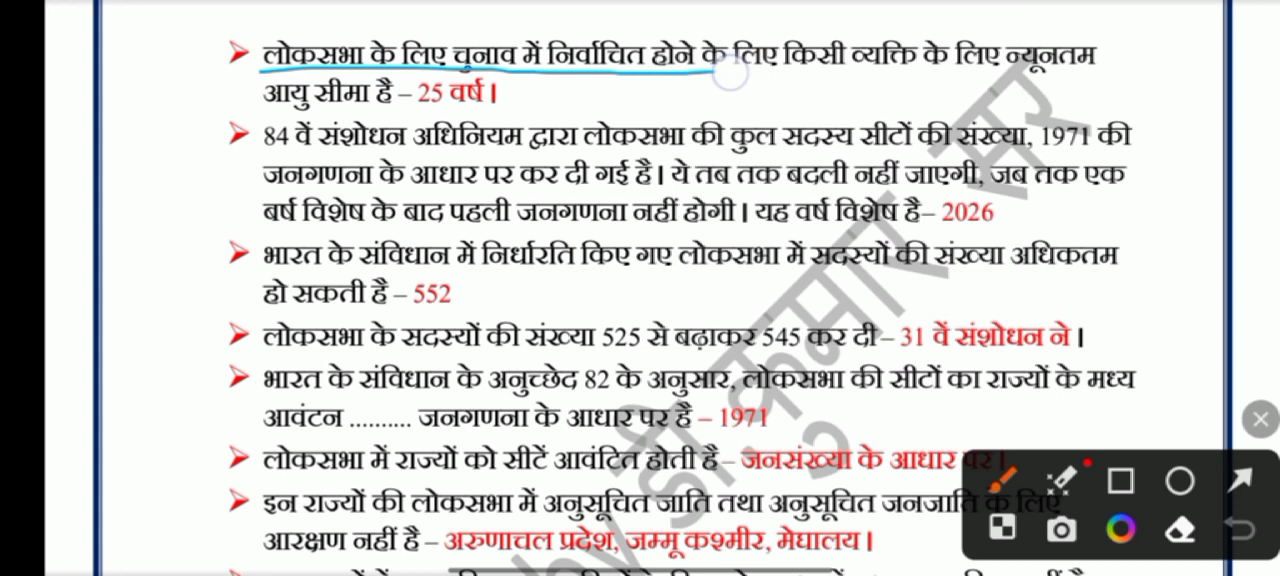 लोकसभा के लिए चुनाव में निर्वाचित होने के लिए किसी व्यक्ति के लिए न्यूनतम
आयु सीमा है – 25 वर्ष।
84 वें संशोधन अधिनियम द्वारा लोकसभा की कुल सदस्य सीटों की संख्या, 1971 की
जनगणना के आधार पर कर दी गई है। ये तब तक बदली नहीं जाएगी, जब तक एक
बर्ष विशेष के बाद पहली जनगणना नहीं होगी। यह वर्ष विशेष है– 2026
भारत के संविधान में निर्धारति किए गए लोकसभा में सदस्यों की संख्या अधिकतम
हो सकती है – 552
लोकसभा के सदस्यों की संख्या 525 से बढ़ाकर 545 कर दी– 31 वें संशोधन ने।
भारत के संविधान के अनुच्छेद 82 के अनुसार, लोकसभा की सीटों का राज्यों के मध्य
आवंटन .......... जनगणना के आधार पर है – 1971
लोकसभा में राज्यों को सीटें आवंटित होती है– जनसंख्या के आधार पर।
इन राज्यों की लोकसभा में अनुसूचित जाति तथा अनुसूचित जनजाति के लिए
आरक्षण नहीं है – अरुणाचल प्रदेश, जम्मू कश्मीर, मेघालय।
by डॉ. कुमार सर